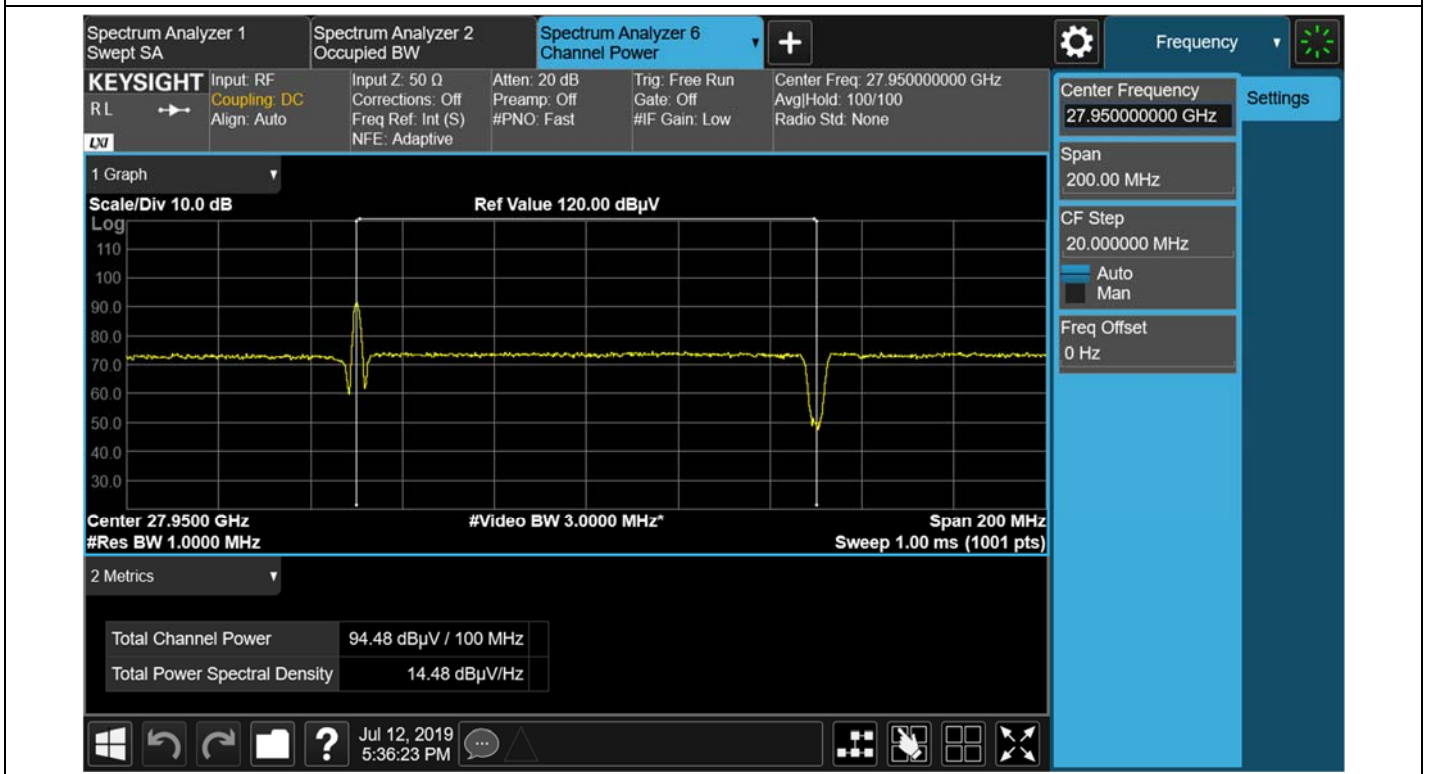 Spectrum Analyzer 1
Swept SA
Spectrum Analyzer 2
Occupied BW
Spectrum Analyzer 6
Channel Power
Frequency
KEYSIGHT
R L
LXI
Input: RF
Coupling: DC
Align: Auto
Input Z: 50 Ω
Corrections: Off
Freq Ref: Int (S)
NFE: Adaptive
Atten: 20 dB
Preamp: Off
#PNO: Fast
Trig: Free Run
Gate: Off
#IF Gain: Low
Center Freq: 27.950000000 GHz
Avg|Hold: 100/100
Radio Std: None
Center Frequency
27.950000000 GHz
Settings
Span
200.00 MHz
CF Step
20.000000 MHz
Auto
Man
Freq Offset
0 Hz
1 Graph
Scale/Div 10.0 dB
Ref Value 120.00 dBµV
Log
110
100
90.0
80.0
70.0
60.0
50.0
40.0
30.0
Center 27.9500 GHz
#Video BW 3.0000 MHz*
Span 200 MHz
#Res BW 1.0000 MHz
Sweep 1.00 ms (1001 pts)
2 Metrics
Total Channel Power 94.48 dBµV / 100 MHz
Total Power Spectral Density 14.48 dBµV/Hz
?
Jul 12, 2019
5:36:23 PM